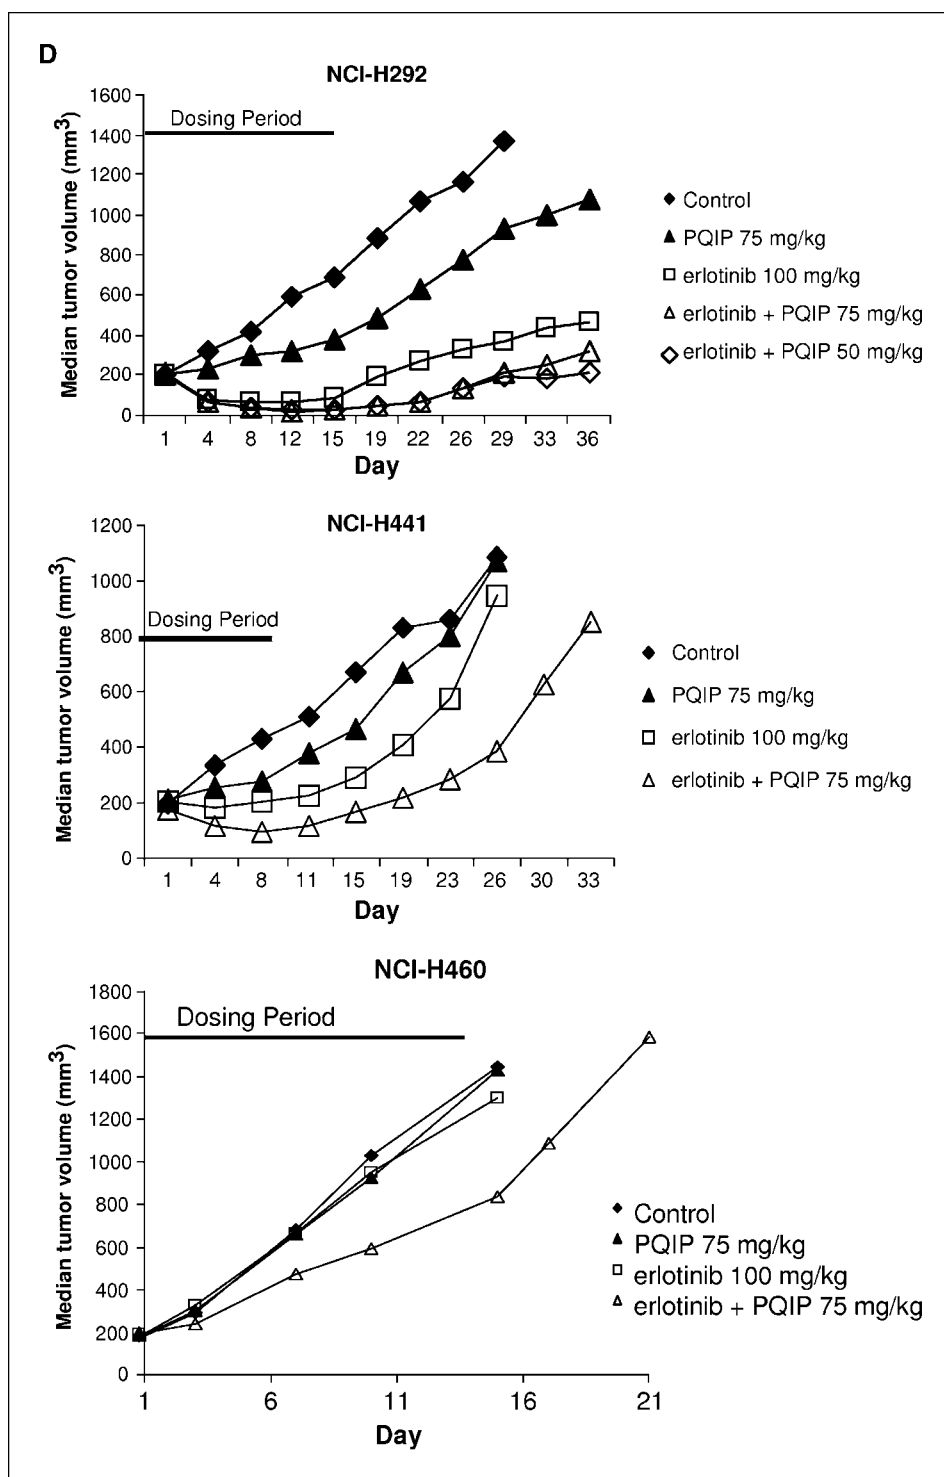 D
NCI-H292
Median tumor volume (mm3)
1600
1400
1200
1000
800
600
400
200
0
Dosing Period
1 4 8 12 15 19 22 26 29 33 36
Day
Control
PQIP 75 mg/kg
erlotinib 100 mg/kg
erlotinib + PQIP 75 mg/kg
erlotinib + PQIP 50 mg/kg
NCI-H441
Median tumor volume (mm3)
1200
1000
800
600
400
200
0
Dosing Period
1 4 8 11 15 19 23 26 30 33
Day
Control
PQIP 75 mg/kg
erlotinib 100 mg/kg
erlotinib + PQIP 75 mg/kg
NCI-H460
Median tumor volume (mm3)
1800
1600
1400
1200
1000
800
600
400
200
0
Dosing Period
1 6 11 16 21
Day
Control
PQIP 75 mg/kg
erlotinib 100 mg/kg
erlotinib + PQIP 75 mg/kg